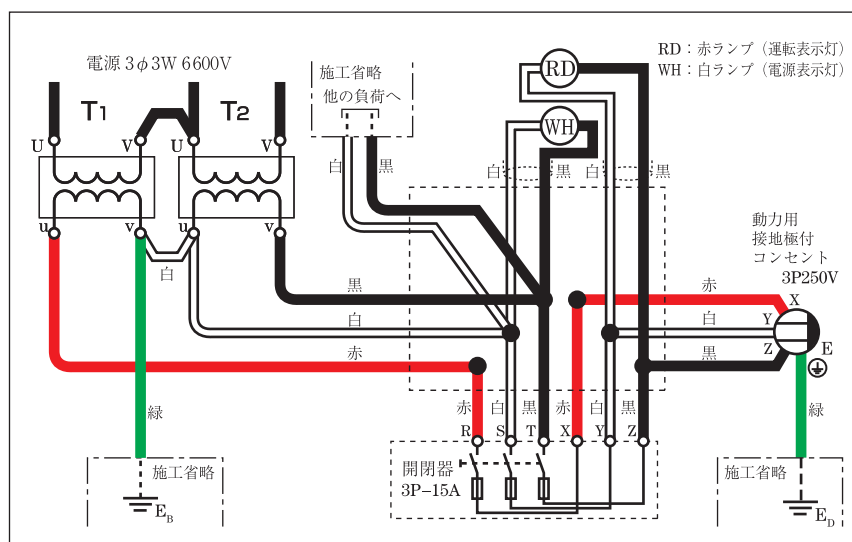 電源 3φ3W 6600V
T1
T2
U
V
U
V
u
v
u
v
白
施工省略
他の負荷へ
白
黒
RD
WH
RD：赤ランプ（運転表示灯）
WH：白ランプ（電源表示灯）
白
黒
白
黒
動力用
接地極付
コンセント
3P250V
黒
白
赤
赤
白
黒
X
Y
Z
E
赤
白
黒
赤
白
黒
R
S
T
X
Y
Z
開閉器
3P−15A
緑
施工省略
EB
緑
施工省略
ED